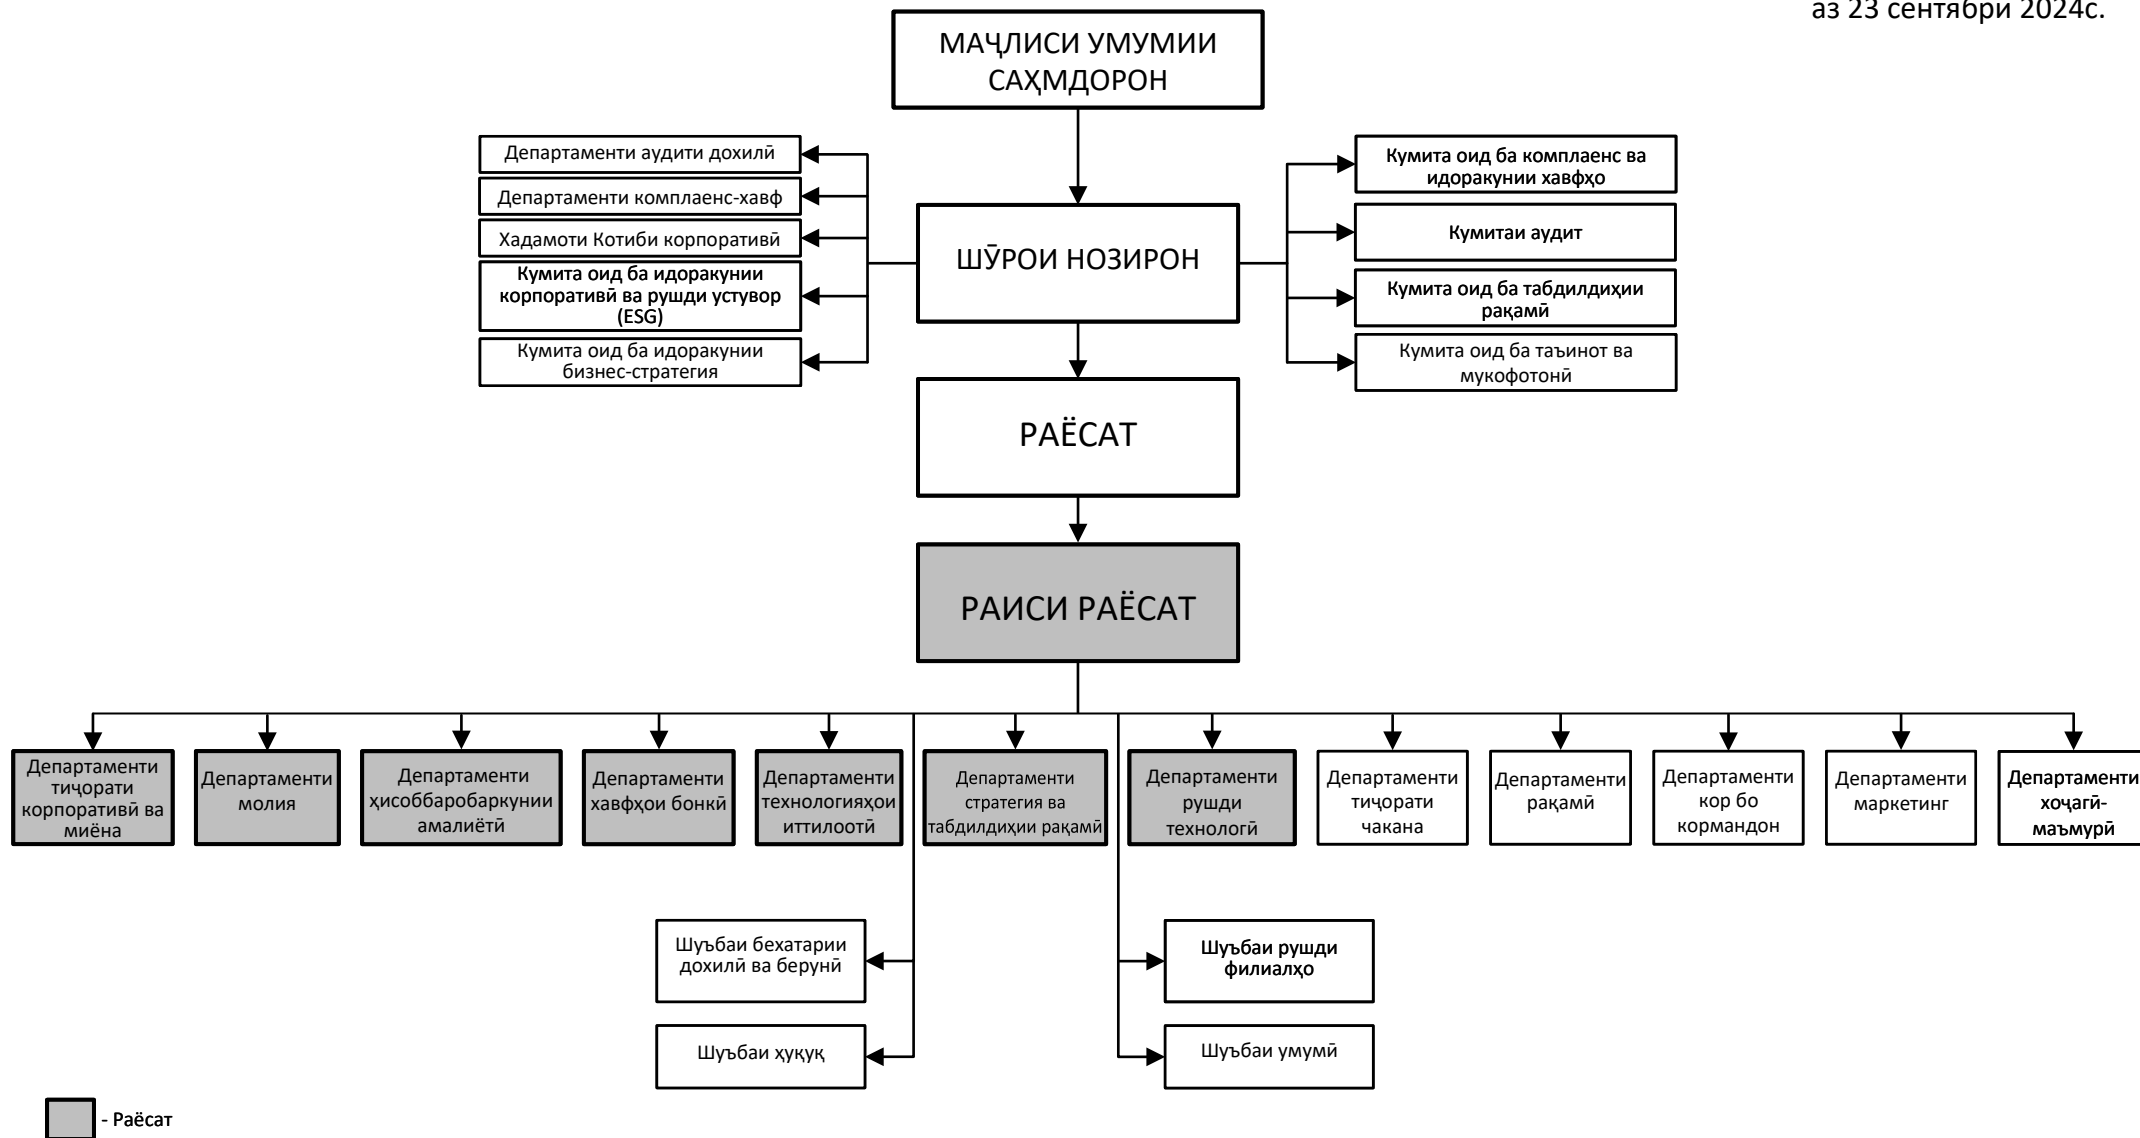 аз 23 сентябри 2024с.
МАҶЛИСИ УМУМИИ
САҲМДОРОН
Департаменти аудити дохилӣ
Департаменти комплаенс-хавф
Хадамоти Котиби корпоративӣ
Кумита оид ба идоракунии
корпоративӣ ва рушди устувор
(ESG)
Кумита оид ба идоракунии
бизнес-стратегия
ШӮРОИ НОЗИРОН
Кумита оид ба комплаенс ва
идоракунии хавфҳо
Кумитаи аудит
Кумита оид ба табдилдиҳии
рақамӣ
Кумита оид ба таъинот ва
мукофотонӣ
РАЁСАТ
РАИСИ РАЁСАТ
Департаменти
тиҷорати
корпоративӣ ва
миёна
Департаменти
молия
Департаменти
ҳисоббаробаркунии
амалиётӣ
Департаменти
хавфҳои бонкӣ
Департаменти
технологияҳои
иттилоотӣ
Департаменти
стратегия ва
табдилдиҳии рақамӣ
Департаменти
рушди
технологӣ
Департаменти
тиҷорати
чакана
Департаменти
рақамӣ
Департаменти
кор бо
кормандон
Департаменти
маркетинг
Департаменти
хоҷагӣ-
маъмурӣ
Шуъбаи бехатарии
дохилӣ ва берунӣ
Шуъбаи рушди
филиалҳо
Шуъбаи ҳуқуқ
Шуъбаи умумӣ
- Раёсат